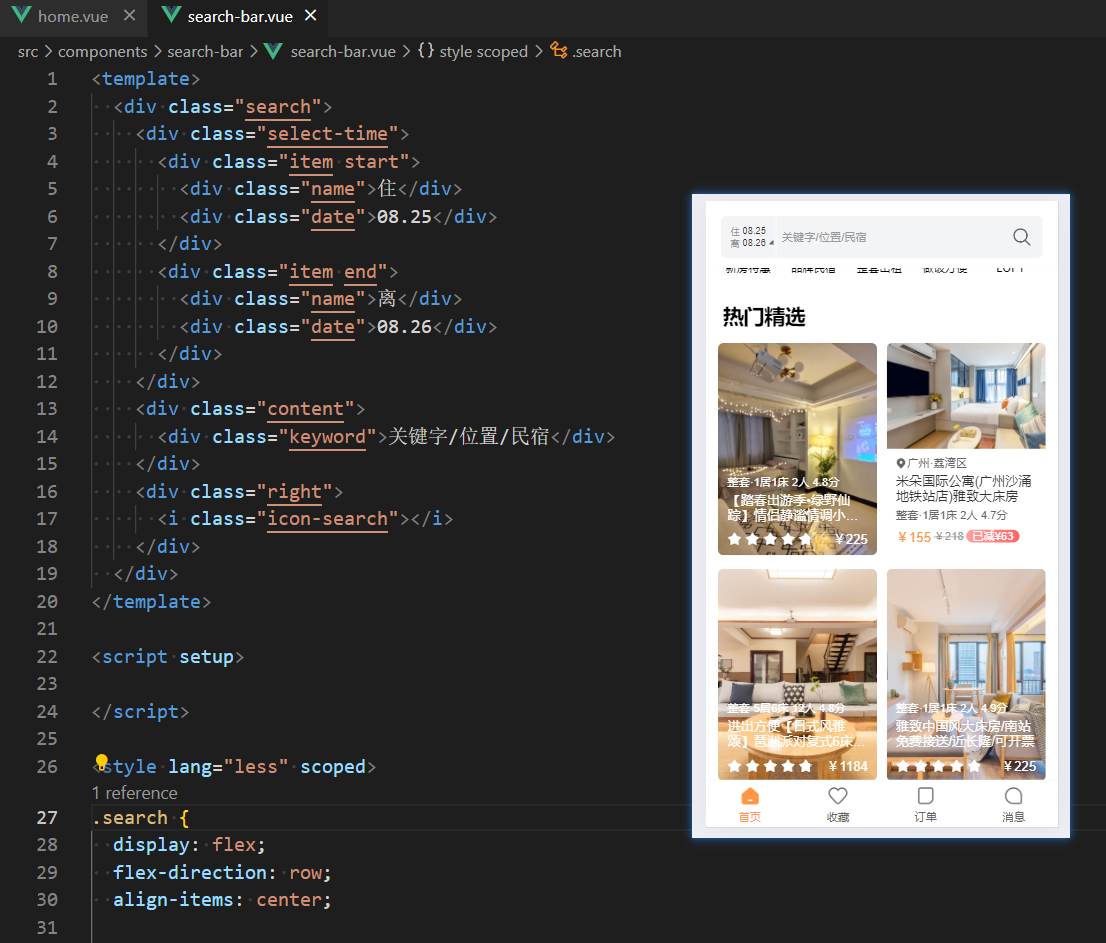 home.vue
search-bar.vue
src > components > search-bar > search-bar.vue > {} style scoped > .search
1 <template>
2 <div class="search">
3 <div class="select-time">
4 <div class="item start">
5 <div class="name">住</div>
6 <div class="date">08.25</div>
7 </div>
8 <div class="item end">
9 <div class="name">离</div>
10 <div class="date">08.26</div>
11 </div>
12 </div>
13 <div class="content">
14 <div class="keyword">关键字/位置/民宿</div>
15 </div>
16 <div class="right">
17 <i class="icon-search"></i>
18 </div>
19 </div>
20 </template>
21
22 <script setup>
23
24 </script>
25
26 <style lang="less" scoped>
1 reference
27 .search {
28 display: flex;
29 flex-direction: row;
30 align-items: center;
31
住 08.25
离 08.26
关键字/位置/民宿
热门精选
整套·1居1床 2人 4.8分
【踏春出游季•绿野仙
踪】情侣静谧情调小...
¥225
广州·荔湾区
米朵国际公寓(广州沙涌
地铁站店)雅致大床房
整套·1居1床 2人 4.7分
¥155 ¥218 已减¥63
整套·5居6床 12人 4.8分
进出方便【日式风雅
颂】琶洲派对复式6床...
¥1184
整套·1居1床 2人 4.9分
雅致中国风大床房/南站
免费接送/近长隆/可开票
¥225
首页
收藏
订单
消息